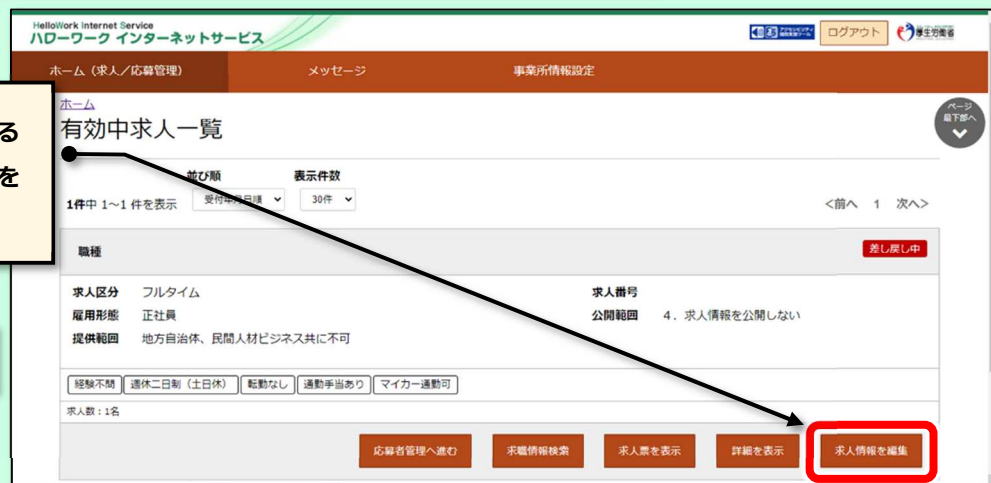 HelloWork Internet Service
ハローワーク インターネットサービス
ログアウト
厚生労働省
ホーム（求人／応募管理）
メッセージ
事業所情報設定
ホーム
ページ
最下部へ
有効中求人一覧
る
を
並び順
表示件数
1件中 1～1 件を表示
受付年月日順
30件
<前へ 1 次へ>
職種
差し戻し中
求人区分 フルタイム
求人番号
雇用形態 正社員
公開範囲 4．求人情報を公開しない
提供範囲 地方自治体、民間人材ビジネス共に不可
経験不問 週休二日制（土日休） 転勤なし 通勤手当あり マイカー通勤可
求人数：1名
応募者管理へ進む
求職情報検索
求人票を表示
詳細を表示
求人情報を編集